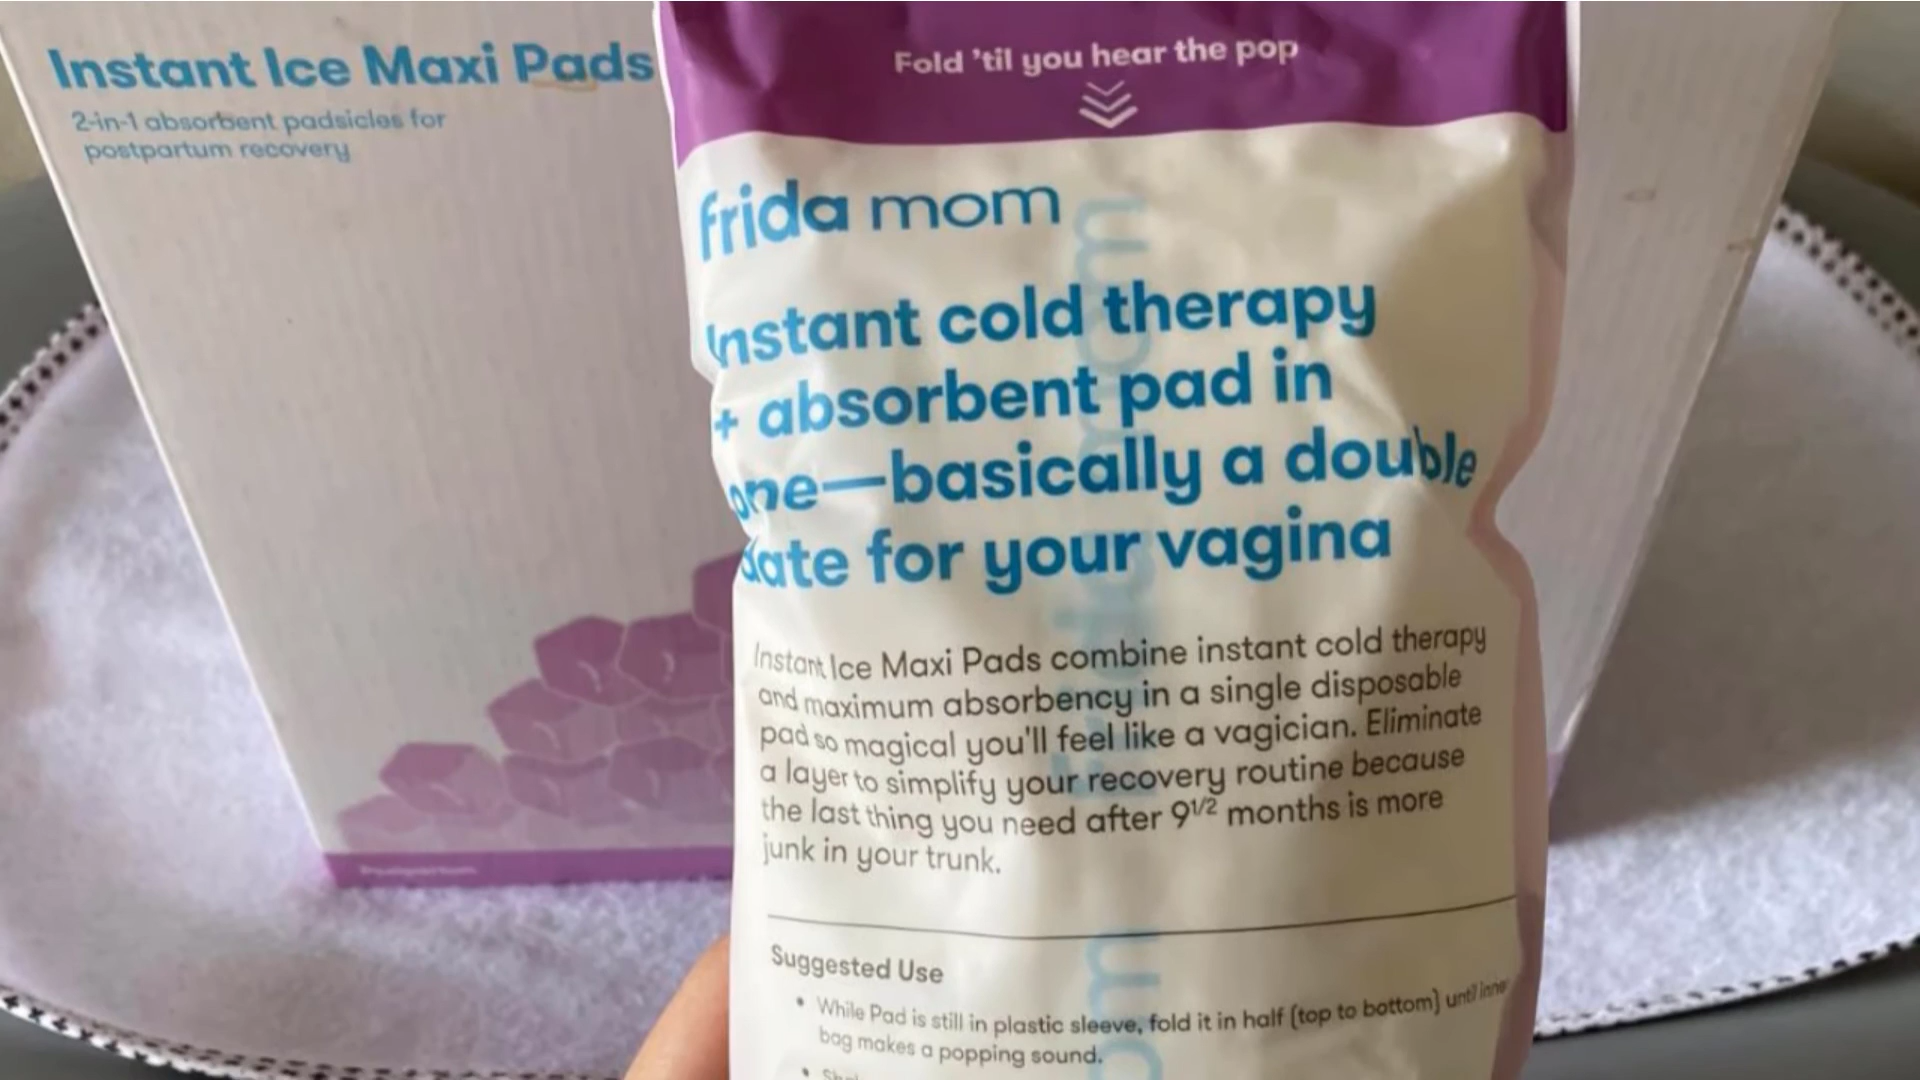 Instant Ice Maxi Pads
2-in-1 absorbent padsicles for
postpartum recovery
Fold 'til you hear the pop
frida mom
Instant cold therapy
+ absorbent pad in
one—basically a double
date for your vagina
Instant Ice Maxi Pads combine instant cold therapy
and maximum absorbency in a single disposable
pad so magical you'll feel like a vagician. Eliminate
a layer to simplify your recovery routine because
the last thing you need after 9 1/2 months is more
junk in your trunk.
Suggested Use
• While Pad is still in plastic sleeve, fold it in half (top to bottom) until inner
bag makes a popping sound.